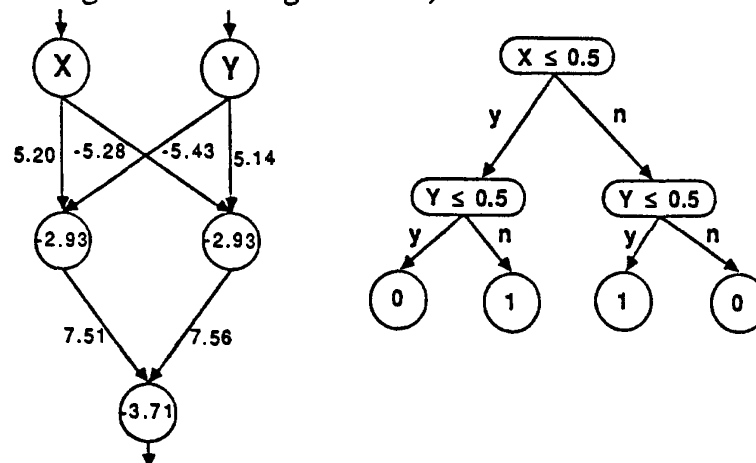 X Y
X ≤ 0.5
y n
5.20 -5.28 -5.43 5.14
Y ≤ 0.5 Y ≤ 0.5
-2.93 -2.93
y n y n
0 1 1 0
7.51 7.56
-3.71